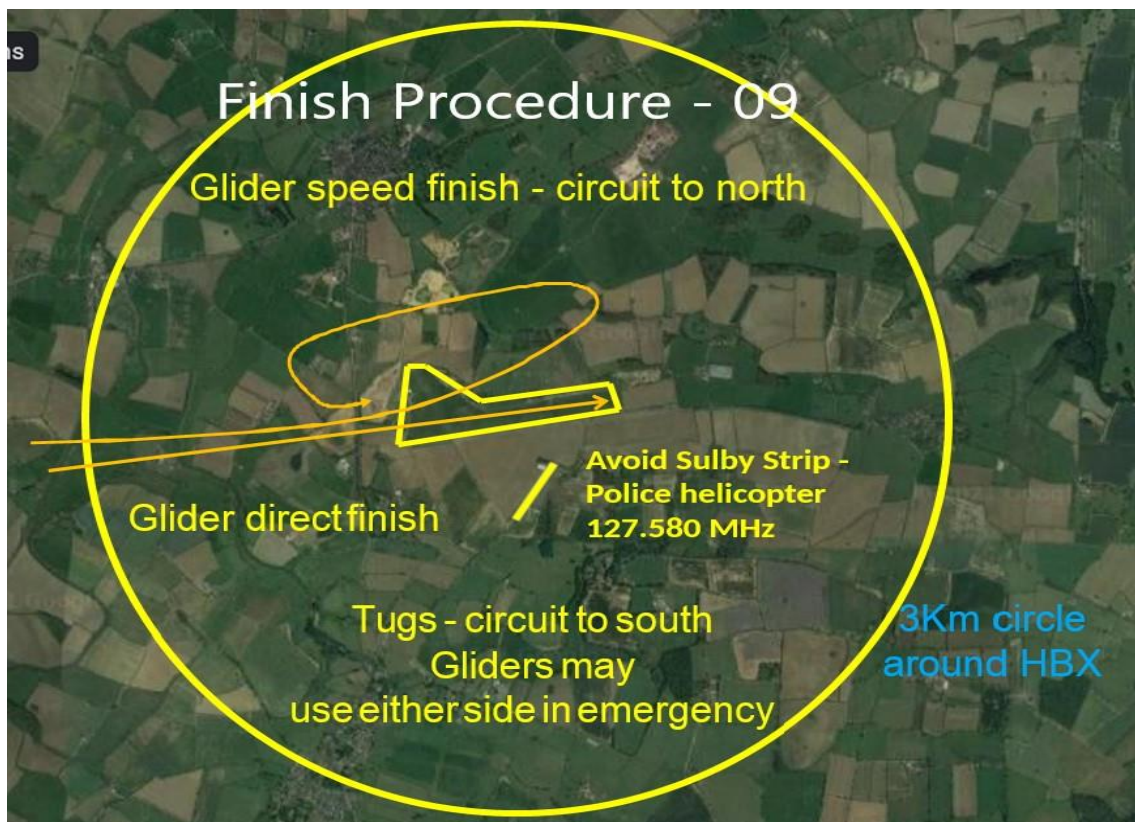 Finish Procedure - 09
Glider speed finish - circuit to north
Avoid Sulby Strip -
Police helicopter
127.580 MHz
Glider direct finish
Tugs - circuit to south
Gliders may
use either side in emergency
3Km circle
around HBX